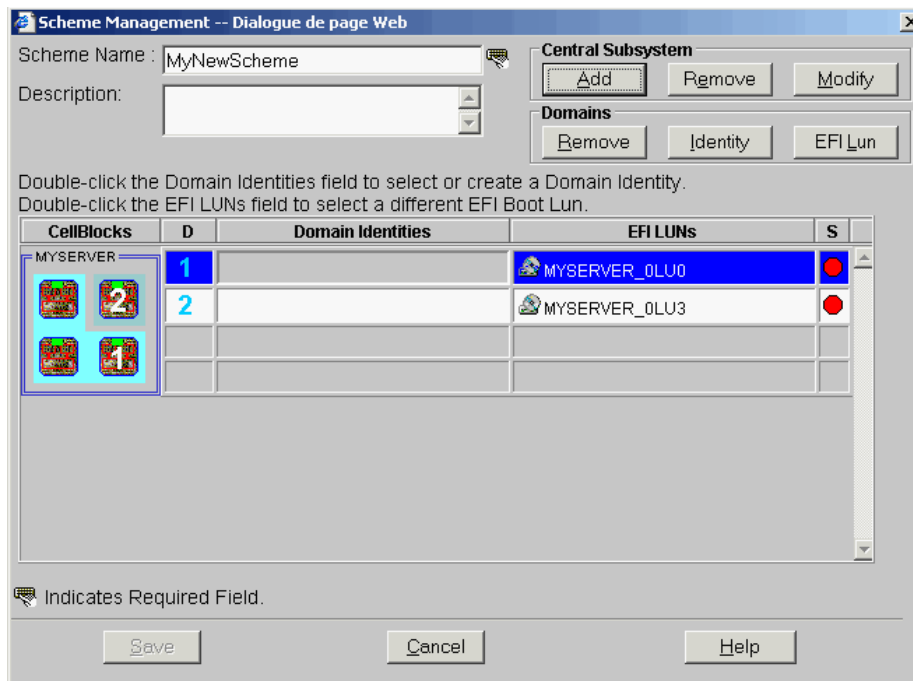 Scheme Management -- Dialogue de page Web
Scheme Name : MyNewScheme
Description:
Central Subsystem
Add Remove Modify
Domains
Remove Identity EFI Lun
Double-click the Domain Identities field to select or create a Domain Identity.
Double-click the EFI LUNs field to select a different EFI Boot Lun.
CellBlocks D Domain Identities EFI LUNs S
MYSERVER
1 MYSERVER_0LU0
2 MYSERVER_0LU3
2
1
Indicates Required Field.
Save Cancel Help